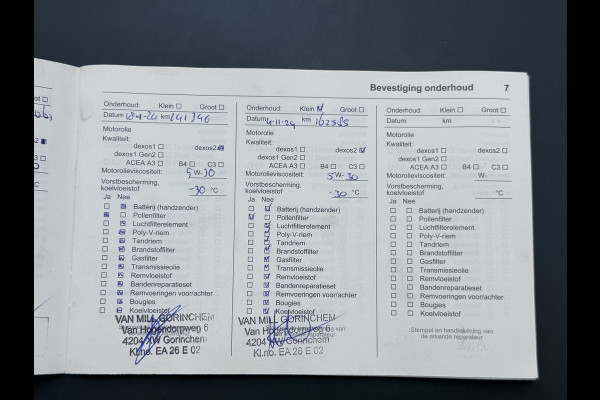 Bevestiging onderhoud 7
Onderhoud: Klein Groot
Datum km
Motorolie
Kwaliteit:
dexos1 dexos2
dexos1 Gen2
ACEA A3 B4 C3
Motorolieviscositeit: 5W-30
Vorstbescherming,
koelvloeistof -30 °C
Ja Nee
Batterij (handzender)
Pollenfilter
Luchtfilterelement
Poly-V-riem
Tandriem
Brandstoffilter
Gasfilter
Transmissieolie
Remvloeistof
Bandenreparatieset
Remvoeringen voor/achter
Bougies
Koelvloeistof
VAN MILL GORINCHEM
Van Hogendorpweg 6
4204 XW Gorinchem
Kl.no. EA 26 E 02
Onderhoud: Klein Groot
Datum 4-11-24 km 162585
Motorolie
Kwaliteit:
dexos1 dexos2
dexos1 Gen2
ACEA A3 B4 C3
Motorolieviscositeit: 5W-30
Vorstbescherming,
koelvloeistof -30 °C
Ja Nee
Batterij (handzender)
Pollenfilter
Luchtfilterelement
Poly-V-riem
Tandriem
Brandstoffilter
Gasfilter
Transmissieolie
Remvloeistof
Bandenreparatieset
Remvoeringen voor/achter
Bougies
Koelvloeistof
VAN MILL GORINCHEM
Van Hogendorpweg 6
4204 XW Gorinchem
Kl.no. EA 26 E 02
Onderhoud: Klein Groot
Datum km
Motorolie
Kwaliteit:
dexos1 dexos2
dexos1 Gen2
ACEA A3 B4 C3
Motorolieviscositeit: W-
Vorstbescherming,
koelvloeistof °C
Ja Nee
Batterij (handzender)
Pollenfilter
Luchtfilterelement
Poly-V-riem
Tandriem
Brandstoffilter
Gasfilter
Transmissieolie
Remvloeistof
Bandenreparatieset
Remvoeringen voor/achter
Bougies
Koelvloeistof
Stempel en handtekening van
de erkende reparateur